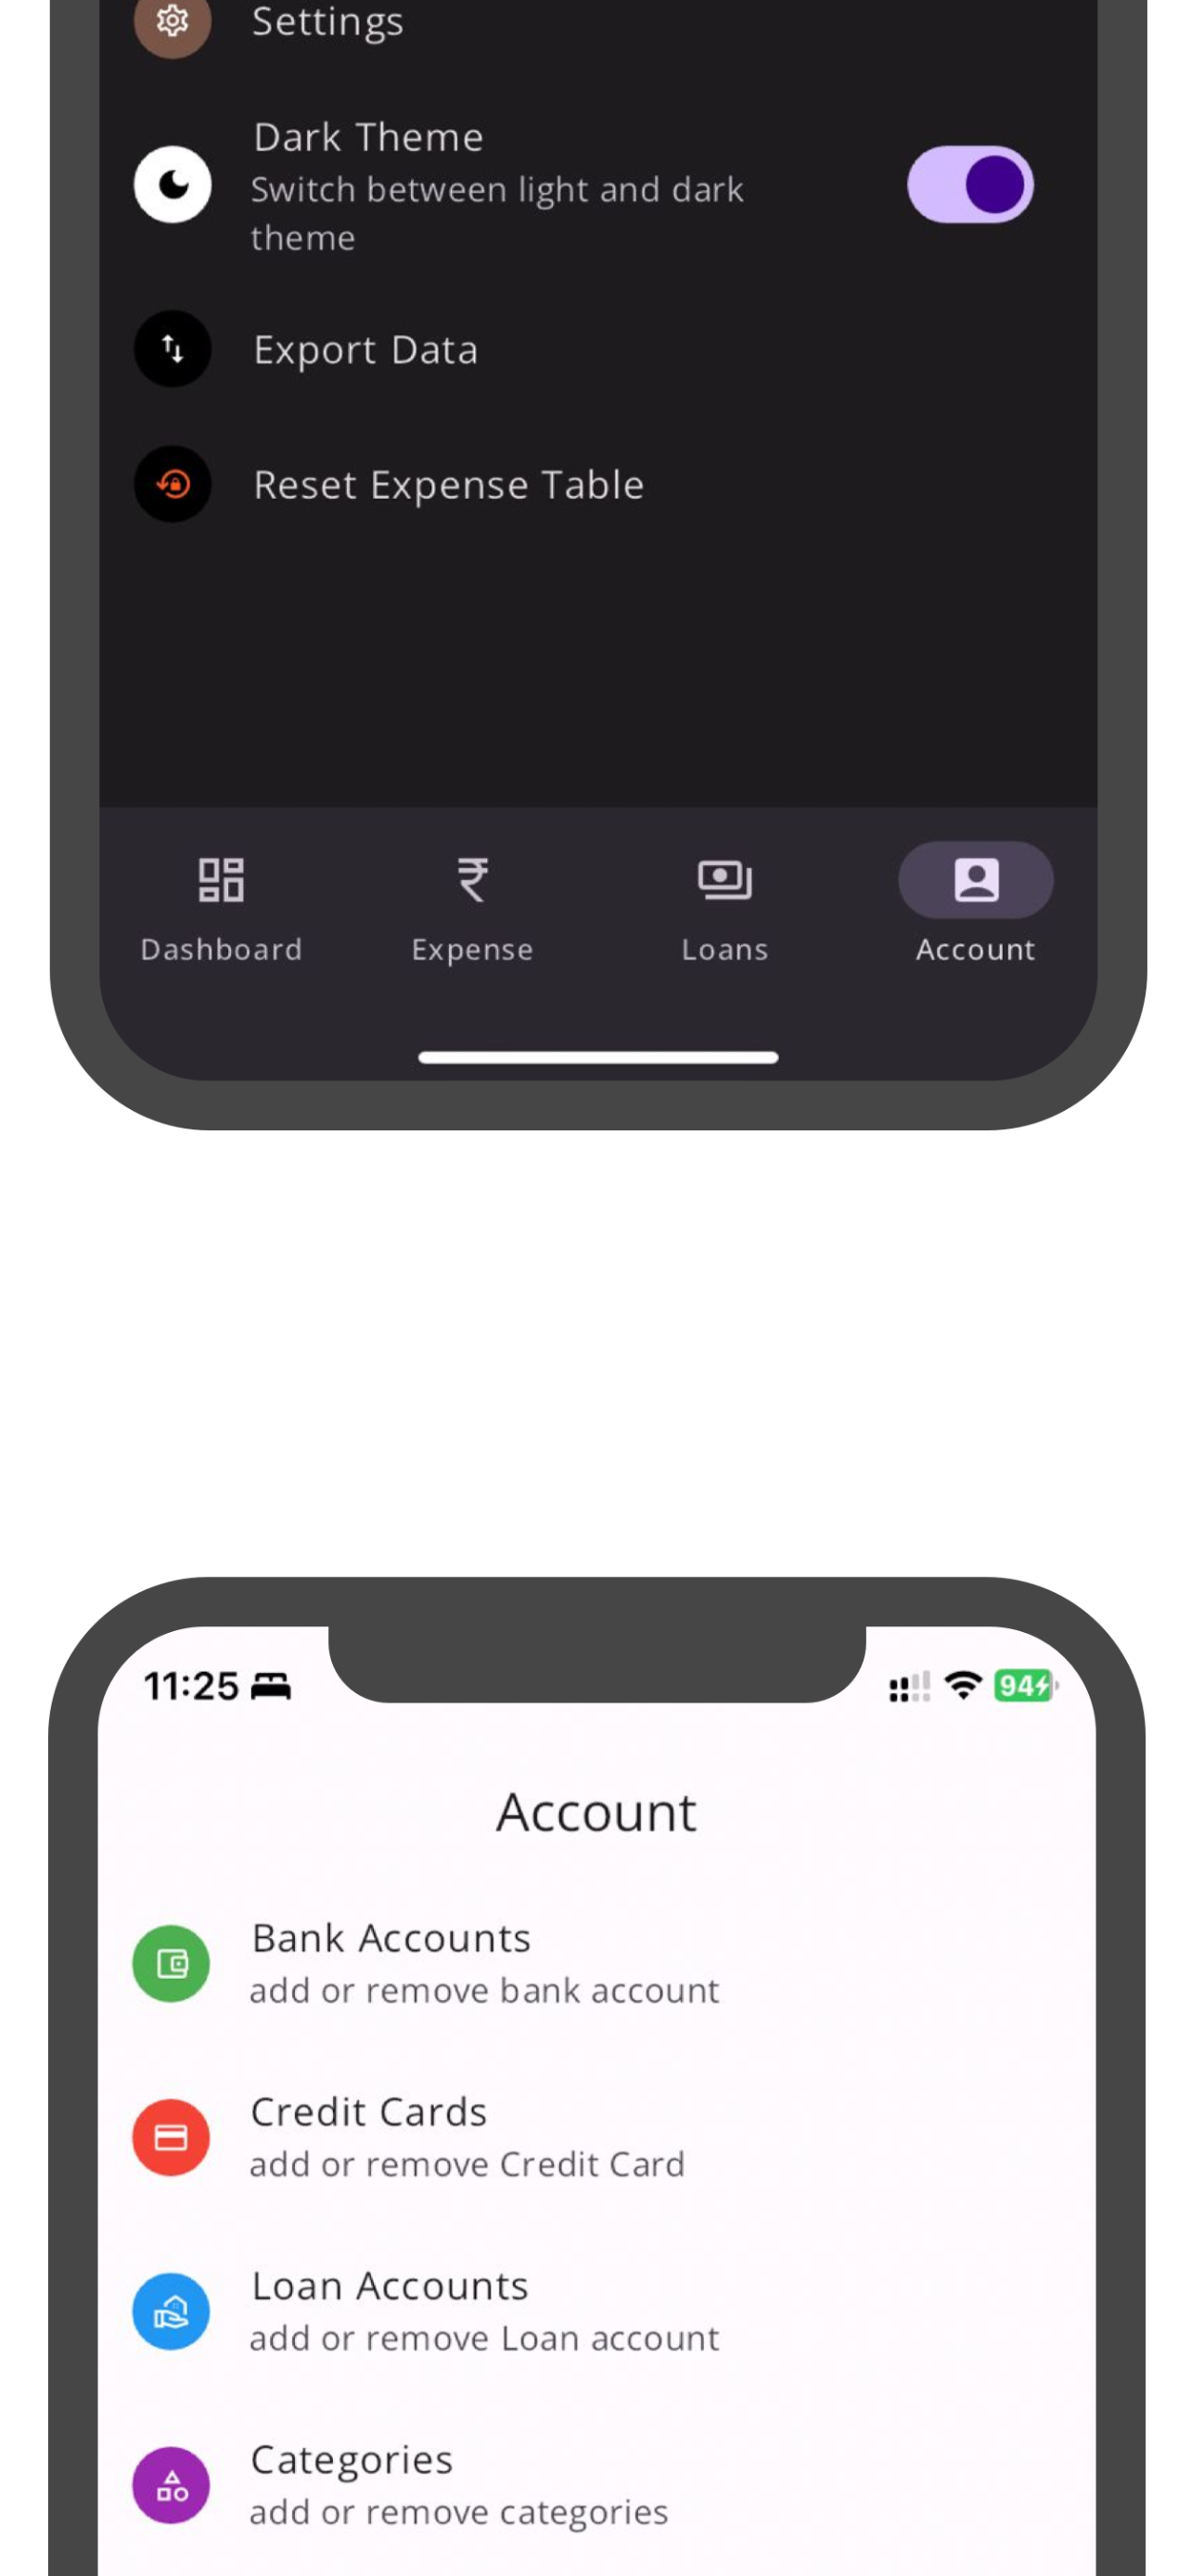 Settings
Dark Theme
Switch between light and dark
theme
Export Data
Reset Expense Table
Dashboard Expense Loans Account
11:25 94
Account
Bank Accounts
add or remove bank account
Credit Cards
add or remove Credit Card
Loan Accounts
add or remove Loan account
Categories
add or remove categories